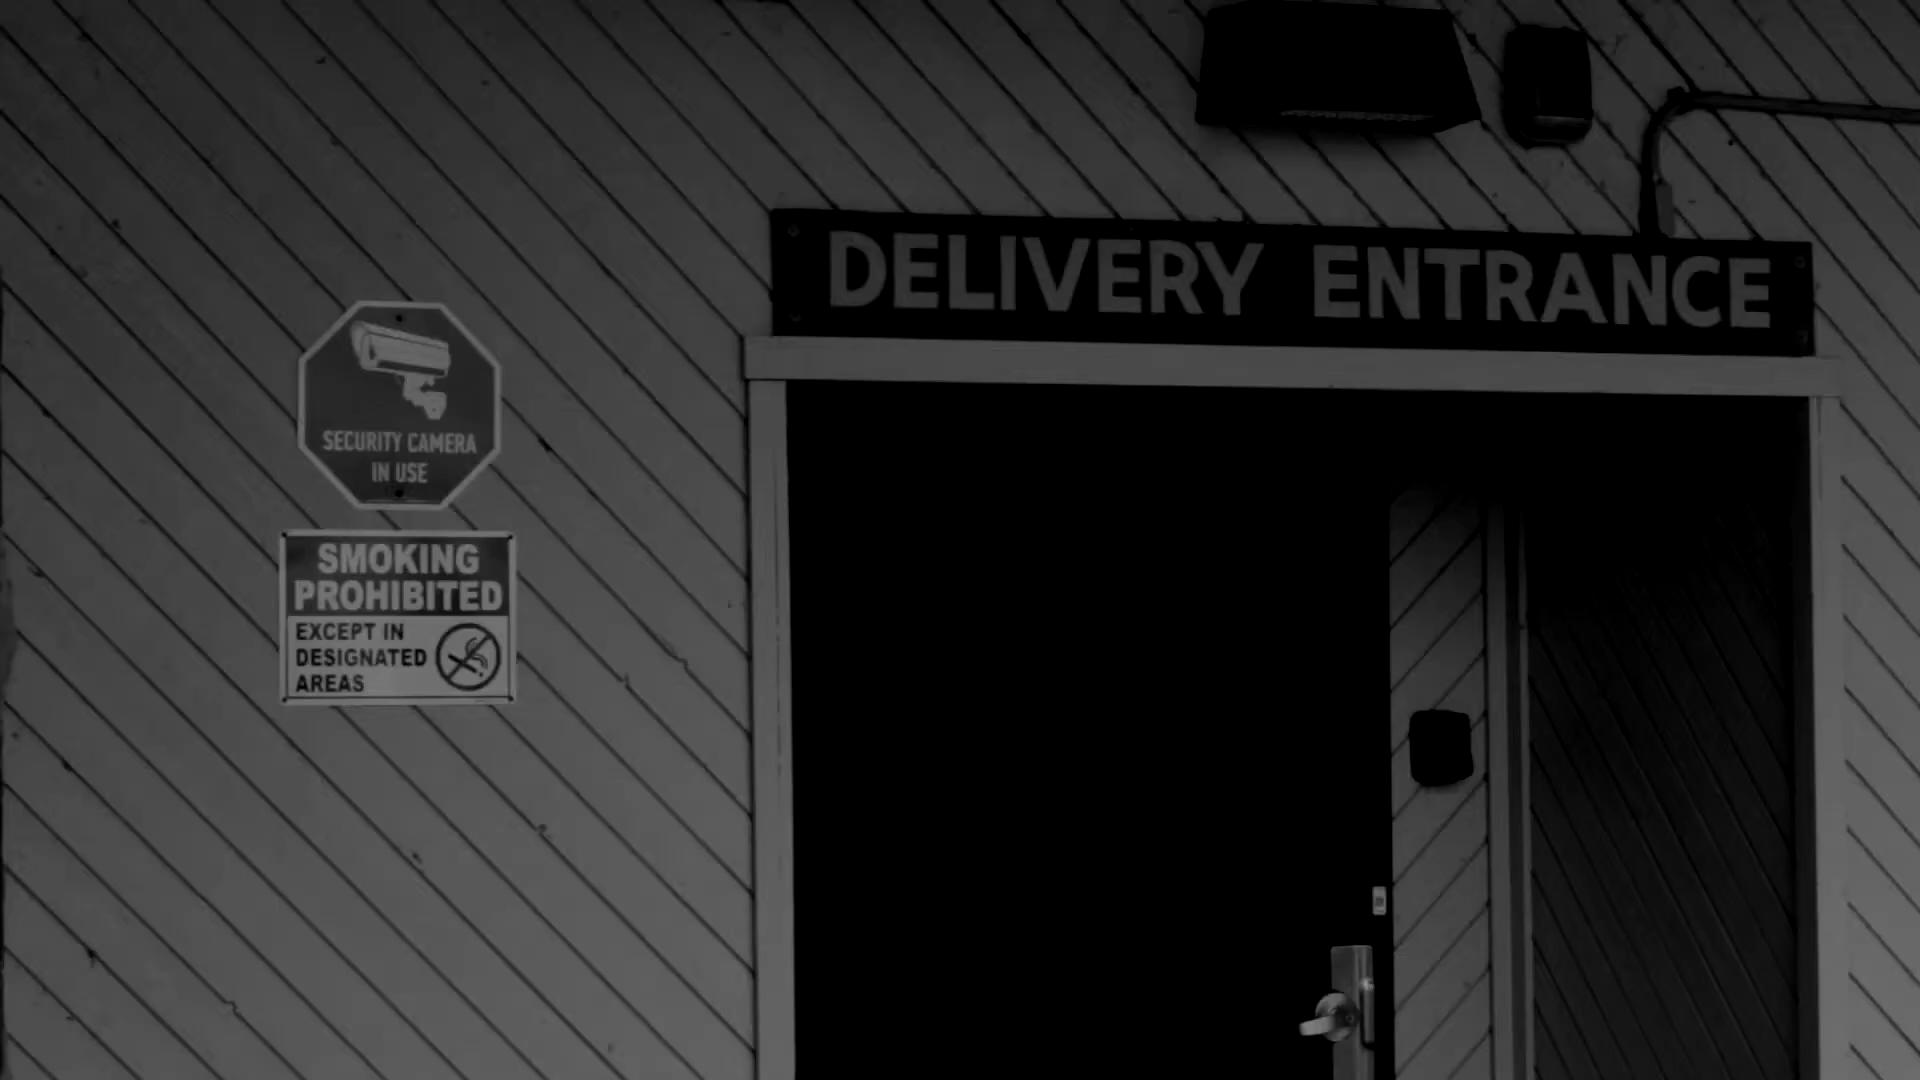 DELIVERY ENTRANCE
SECURITY CAMERA
IN USE
SMOKING
PROHIBITED
EXCEPT IN
DESIGNATED
AREAS